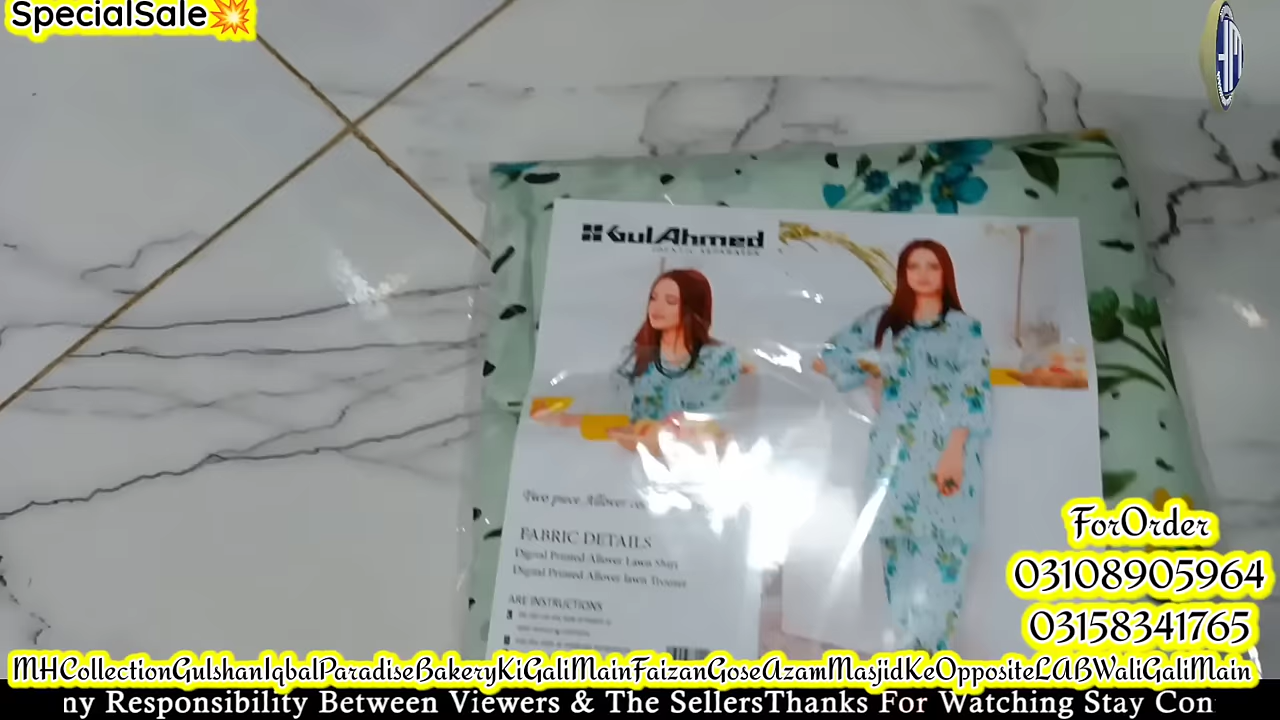 SpecialSale💥
GulAhmed
Two piece Allover
FABRIC DETAILS
Digital Printed Allover Lawn Shirt
Digital Printed Allover lawn Trouser
ARE INSTRUCTIONS
ForOrder
03108905964
03158341765
MHCollectionGulshanIqbalParadiseBakeryKiGaliMainFaizanGoseAzamMasjidKeOppositeLABWaliGaliMain
ny Responsibility Between Viewers & The SellersThanks For Watching Stay Con